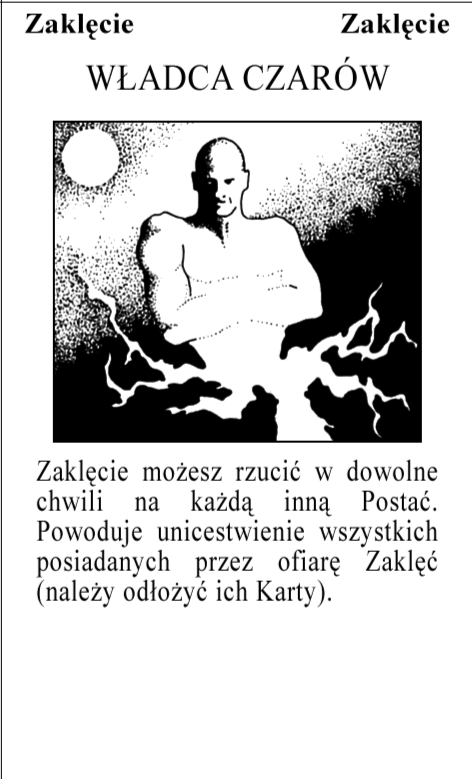 Zaklęcie Zaklęcie
WŁADCA CZARÓW
Zaklęcie możesz rzucić w dowolne
chwili na każdą inną Postać.
Powoduje unicestwienie wszystkich
posiadanych przez ofiarę Zaklęć
(należy odłożyć ich Karty).